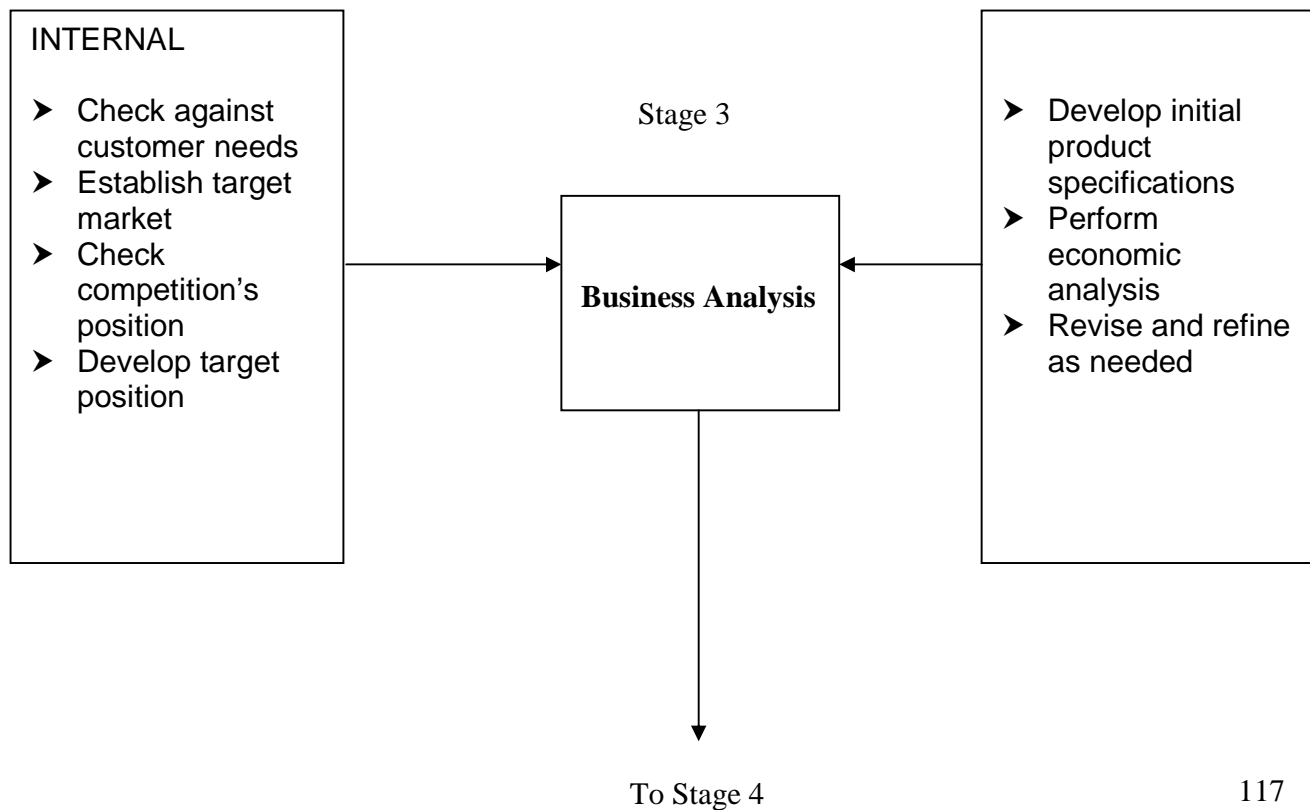 INTERNAL
➤ Check against
customer needs
➤ Establish target
market
➤ Check
competition’s
position
➤ Develop target
position
Stage 3
Business Analysis
➤ Develop initial
product
specifications
➤ Perform
economic
analysis
➤ Revise and refine
as needed
To Stage 4
117